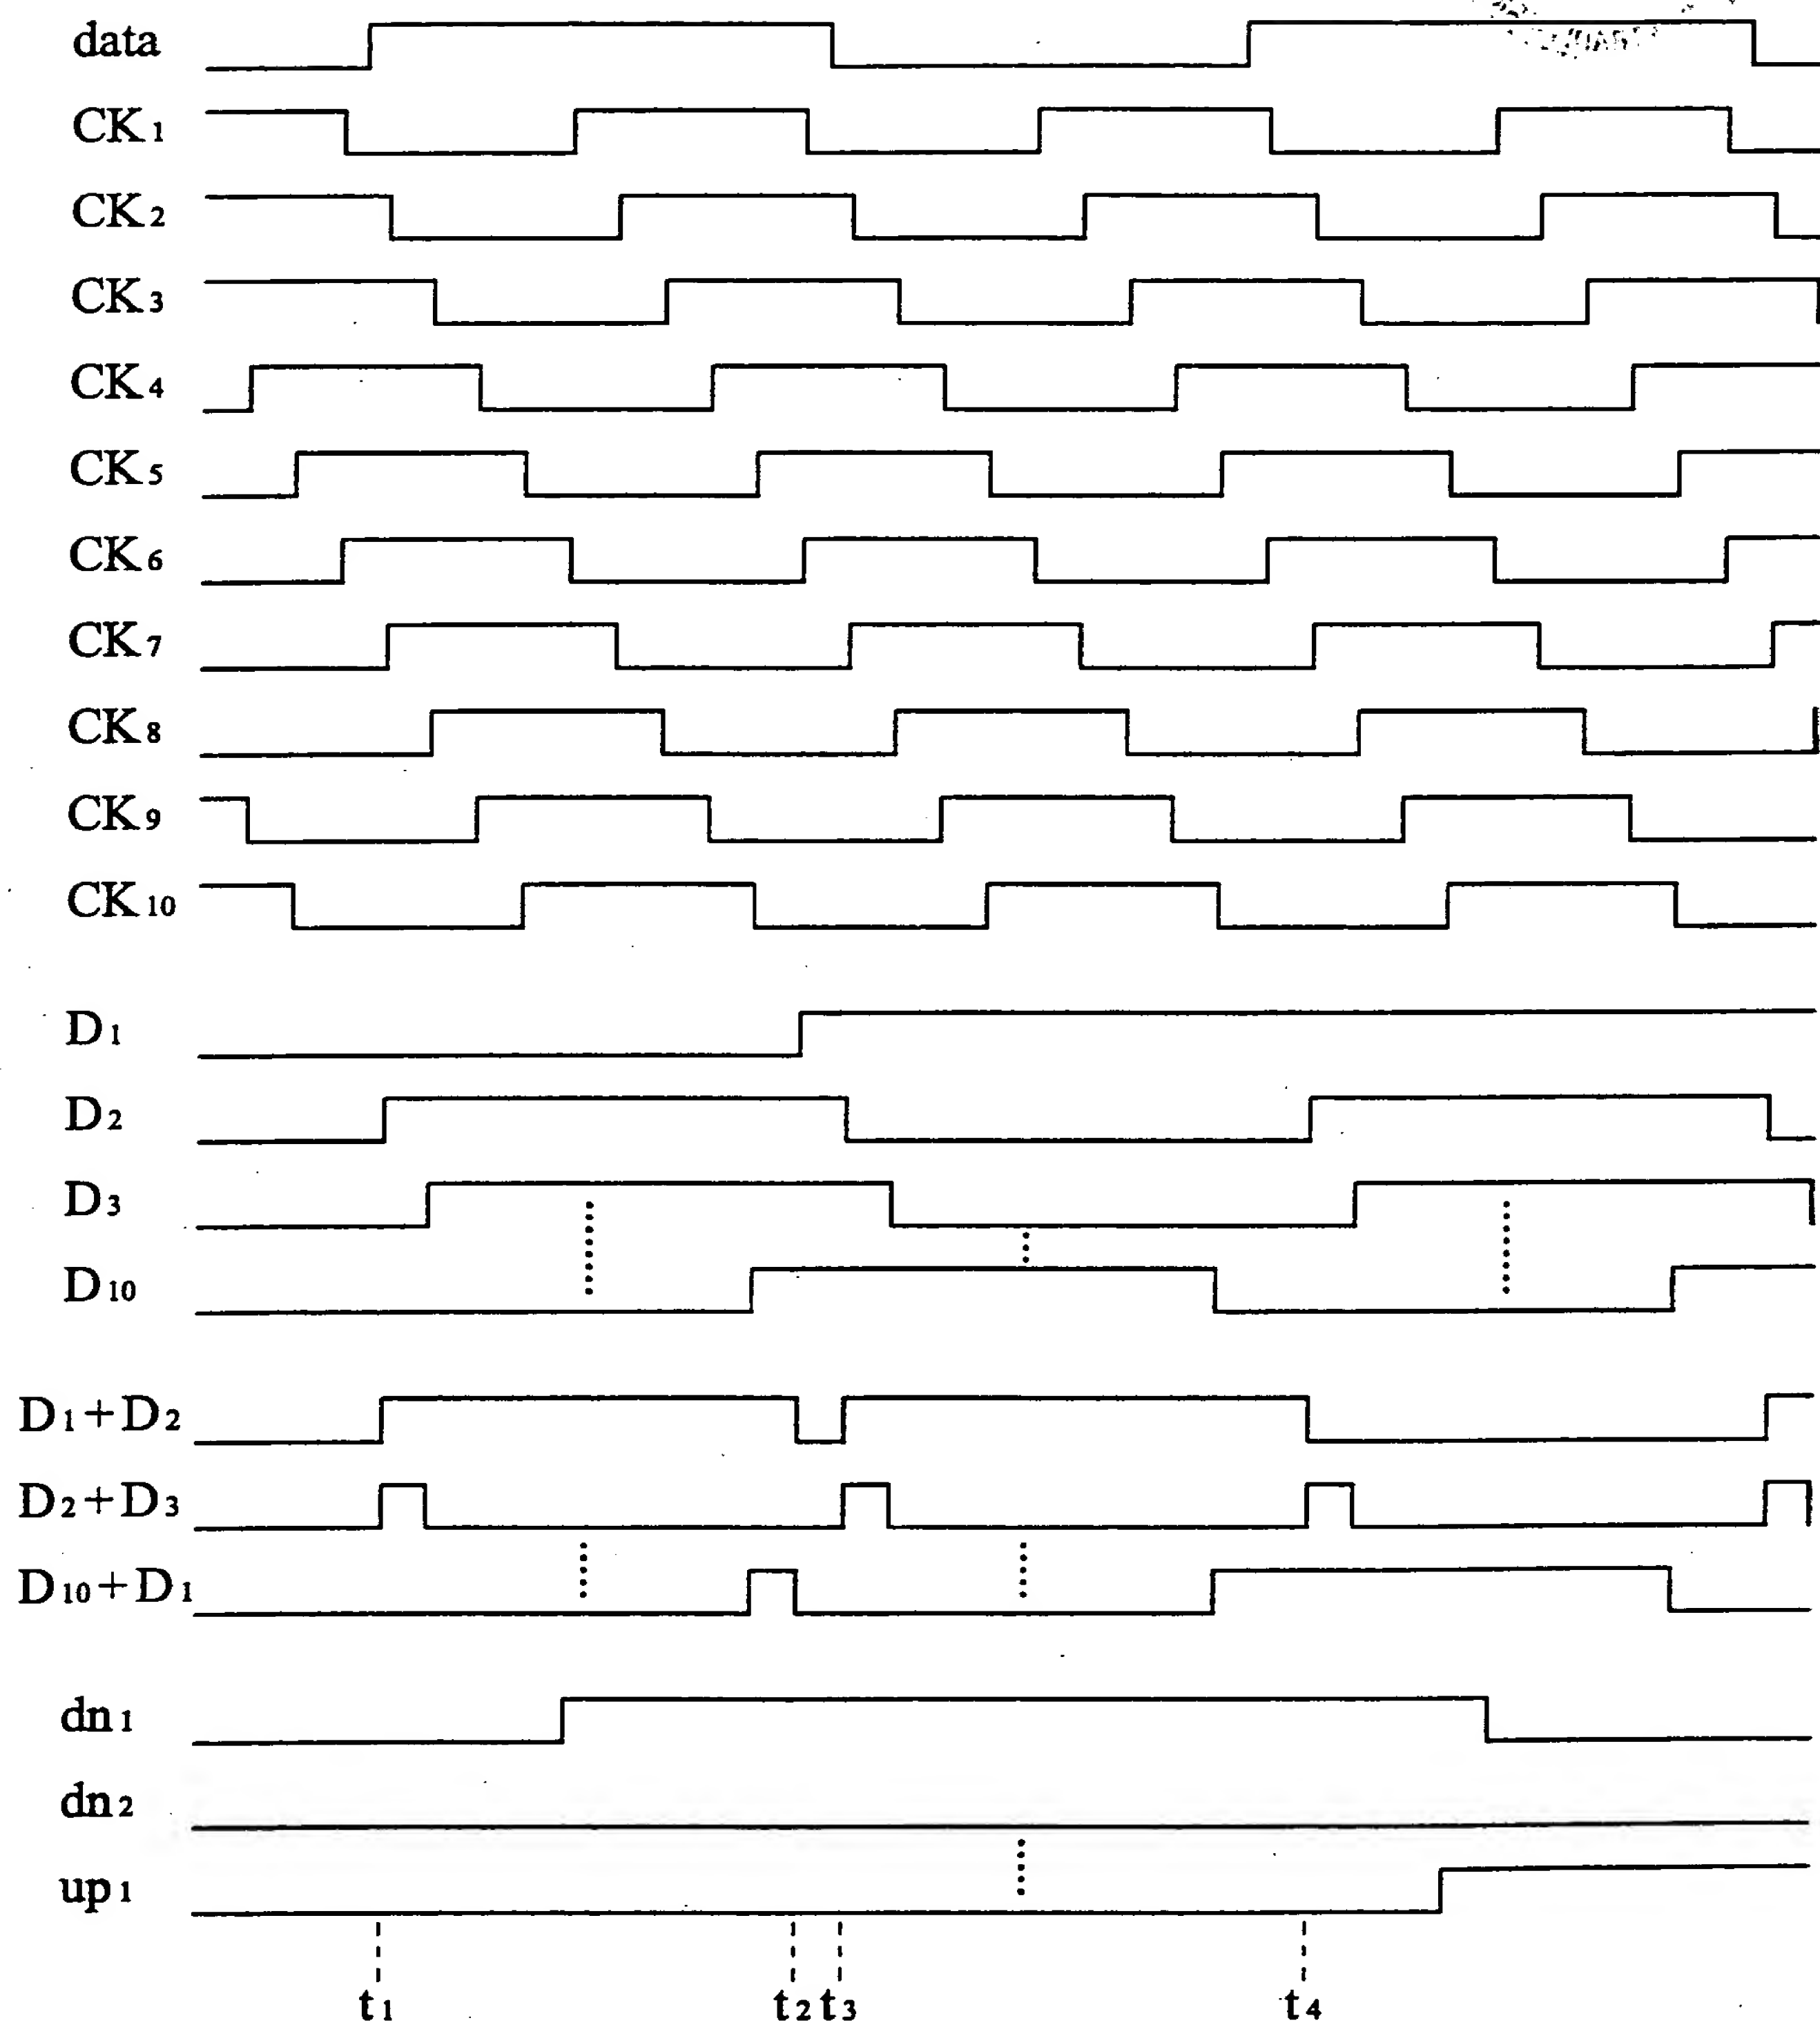 data
CK1
CK2
CK3
CK4
CK5
CK6
CK7
CK8
CK9
CK10
D1
D2
D3
D10
D1+D2
D2+D3
D10+D1
dn1
dn2
up1
t1 t2 t3 t4